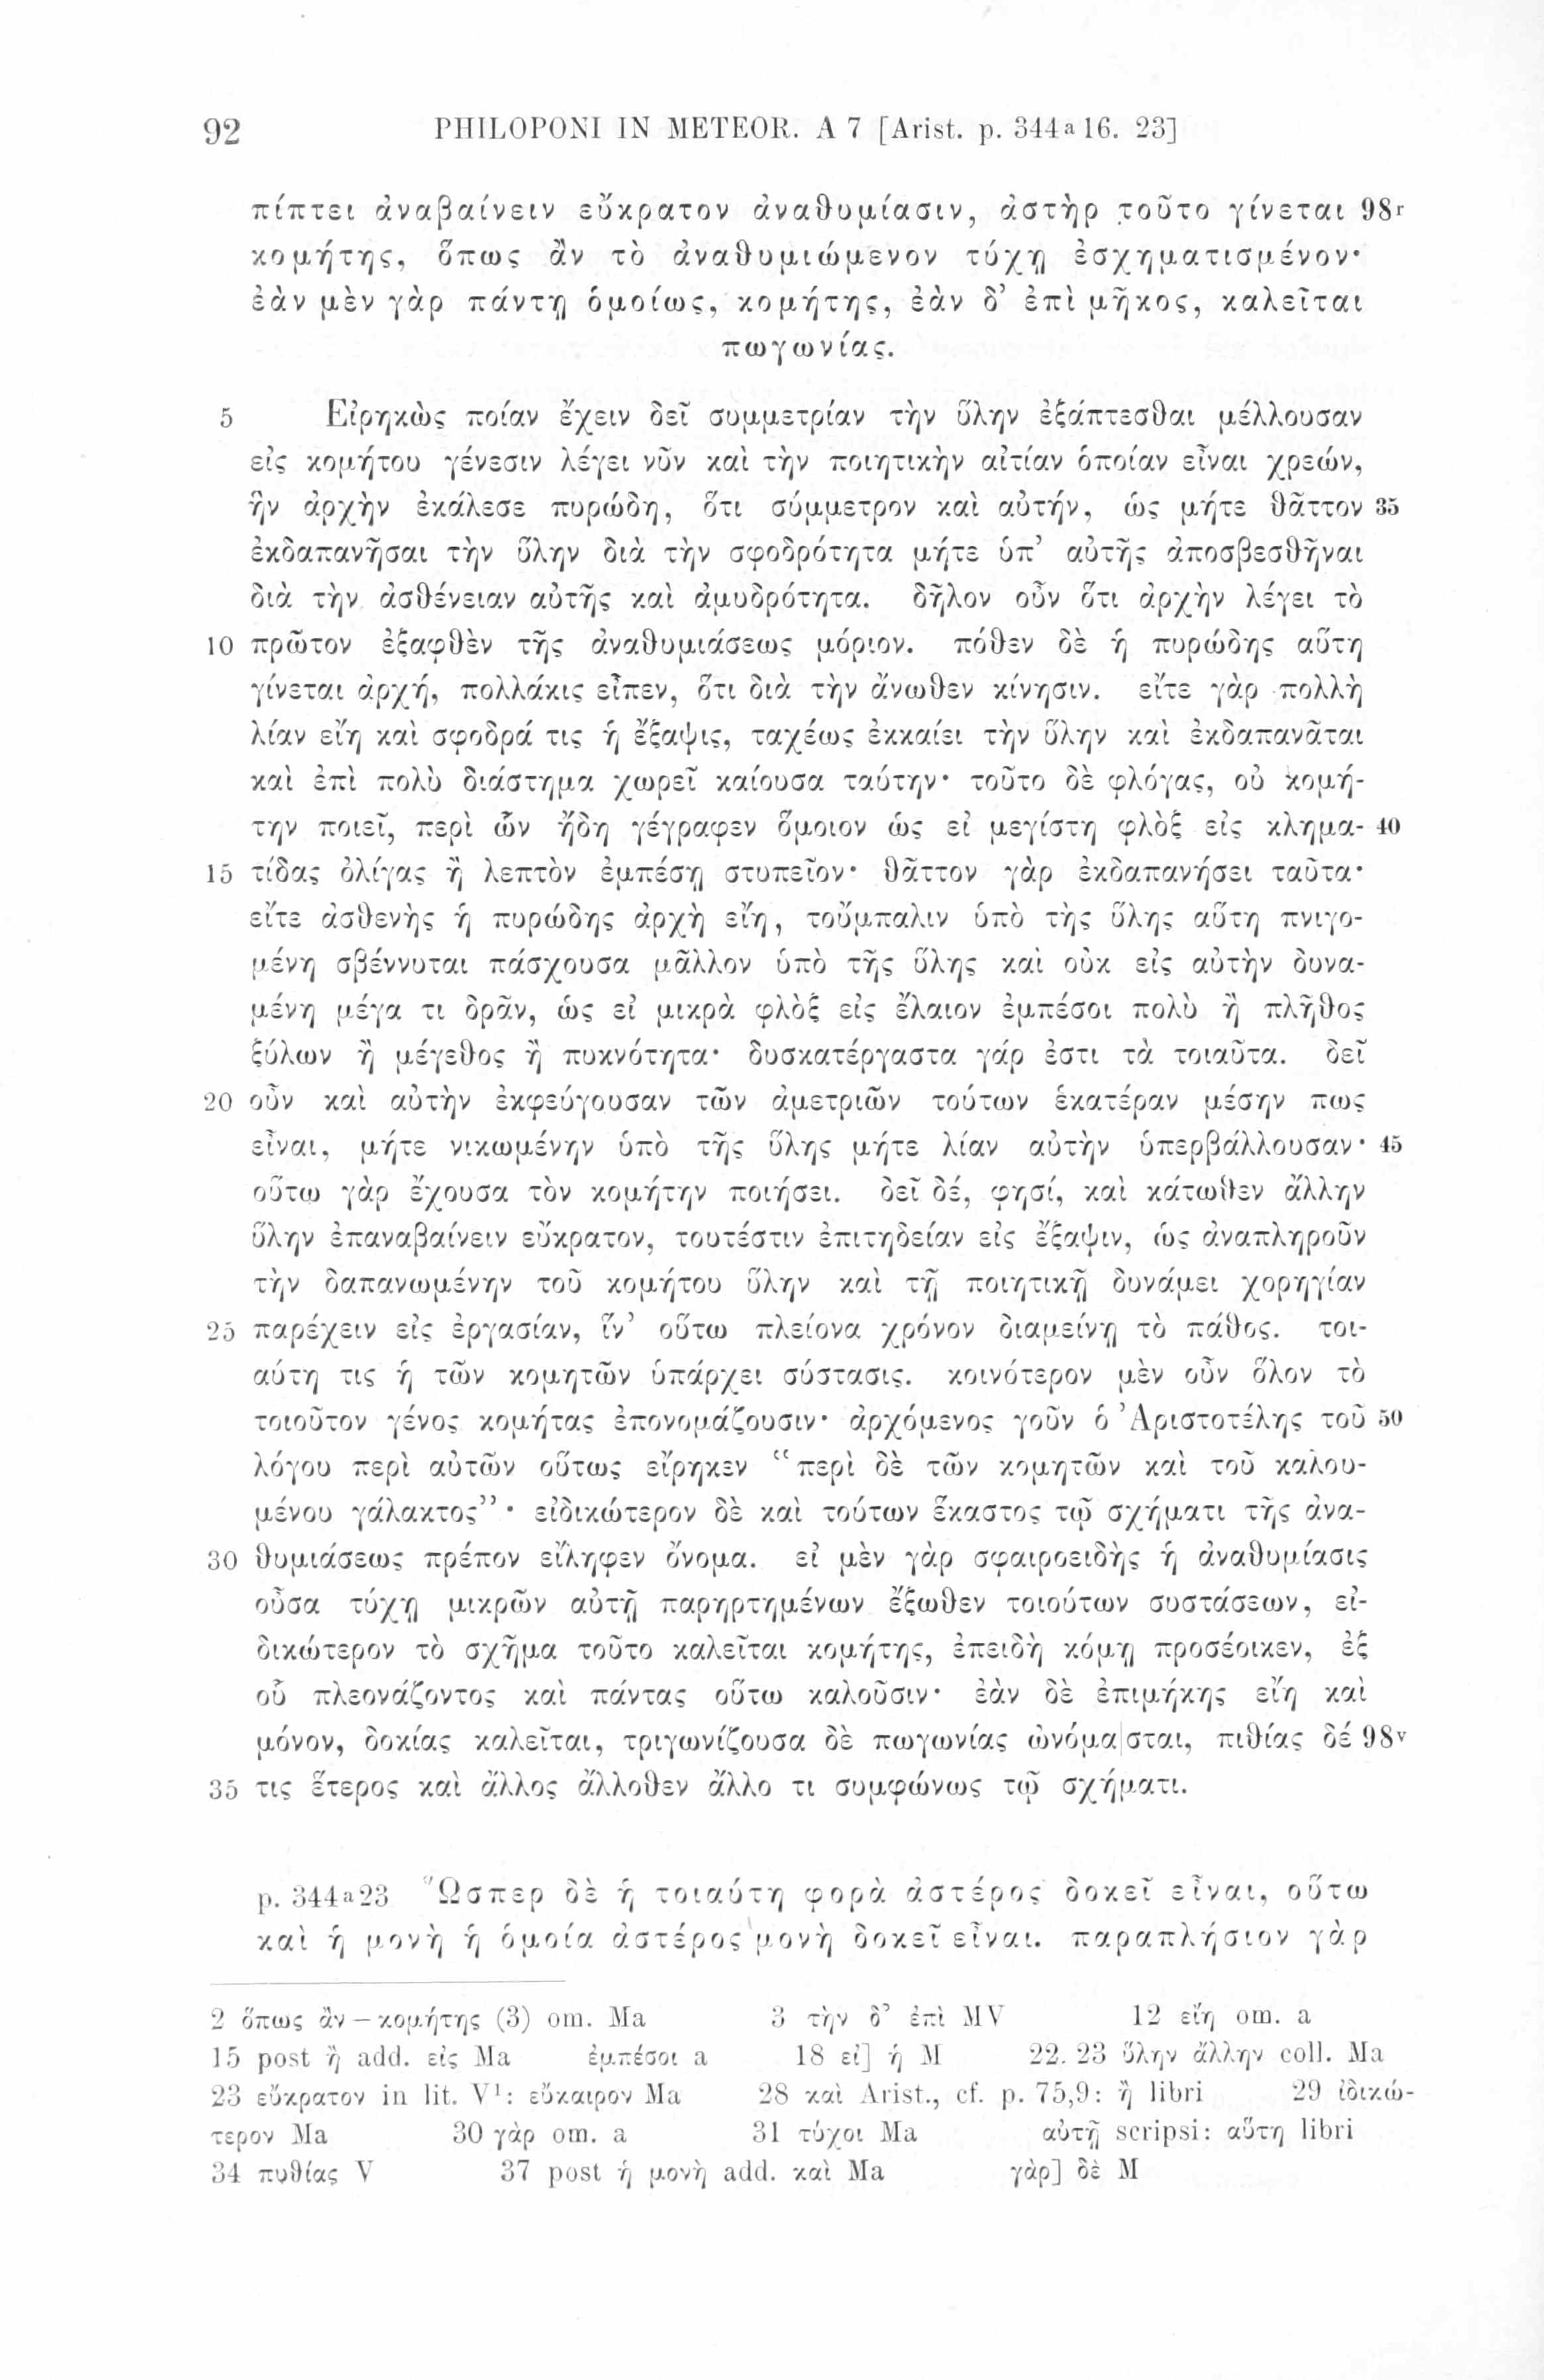 92 PHILOPONI IN METEOR. A 7 [Arist. p. 344a16. 23]
πίπτει ἀναβαίνειν εὔκρατον ἀναθυμίασιν, ἀστὴρ τοῦτο γίνεται 98r
κομήτης, ὅπως ἂν τὸ ἀναθυμιώμενον τύχῃ ἐσχηματισμένον·
ἐὰν μὲν γὰρ πάντῃ ὁμοίως, κομήτης, ἐὰν δ’ ἐπὶ μῆκος, καλεῖται
πωγωνίας.
5 Εἰρηκὼς ποίαν ἔχειν δεῖ συμμετρίαν τὴν ὕλην ἐξάπτεσθαι μέλλουσαν
εἰς κομήτου γένεσιν λέγει νῦν καὶ τὴν ποιητικὴν αἰτίαν ὁποίαν εἶναι χρεών,
ἣν ἀρχὴν ἐκάλεσε πυρώδη, ὅτι σύμμετρον καὶ αὐτήν, ὡς μήτε θᾶττον 35
ἐκδαπανῆσαι τὴν ὕλην διὰ τὴν σφοδρότητα μήτε ὑπ’ αὐτῆς ἀποσβεσθῆναι
διὰ τὴν ἀσθένειαν αὐτῆς καὶ ἀμυδρότητα. δῆλον οὖν ὅτι ἀρχὴν λέγει τὸ
10 πρῶτον ἐξαφθὲν τῆς ἀναθυμιάσεως μόριον. πόθεν δὲ ἡ πυρώδης αὕτη
γίνεται ἀρχή, πολλάκις εἶπεν, ὅτι διὰ τὴν ἄνωθεν κίνησιν. εἴτε γὰρ πολλὴ
λίαν εἴη καὶ σφοδρά τις ἡ ἔξαψις, ταχέως ἐκκαίει τὴν ὕλην καὶ ἐκδαπανᾶται
καὶ ἐπὶ πολὺ διάστημα χωρεῖ καίουσα ταύτην· τοῦτο δὲ φλόγας, οὐ κομή-
την ποιεῖ, περὶ ὧν ἤδη γέγραφεν ὅμοιον ὡς εἰ μεγίστη φλὸξ εἰς κλημα- 40
15 τίδας ὀλίγας ἢ λεπτὸν ἐμπέσῃ στυπεῖον· θᾶττον γὰρ ἐκδαπανήσει ταῦτα·
εἴτε ἀσθενὴς ἡ πυρώδης ἀρχὴ εἴη, τοὔμπαλιν ὑπὸ τῆς ὕλης αὕτη πνιγο-
μένη σβέννυται πάσχουσα μᾶλλον ὑπὸ τῆς ὕλης καὶ οὐκ εἰς αὐτὴν δυνα-
μένη μέγα τι δρᾶν, ὡς εἰ μικρὰ φλὸξ εἰς ἔλαιον ἐμπέσοι πολὺ ἢ πλῆθος
ξύλων ἢ μέγεθος ἢ πυκνότητα· δυσκατέργαστα γάρ ἐστι τὰ τοιαῦτα. δεῖ
20 οὖν καὶ αὐτὴν ἐκφεύγουσαν τῶν ἀμετριῶν τούτων ἑκατέραν μέσην πως
εἶναι, μήτε νικωμένην ὑπὸ τῆς ὕλης μήτε λίαν αὐτὴν ὑπερβάλλουσαν· 45
οὕτω γὰρ ἔχουσα τὸν κομήτην ποιήσει. δεῖ δέ, φησί, καὶ κάτωθεν ἄλλην
ὕλην ἐπαναβαίνειν εὔκρατον, τουτέστιν ἐπιτηδείαν εἰς ἔξαψιν, ὡς ἀναπληροῦν
τὴν δαπανωμένην τοῦ κομήτου ὕλην καὶ τῇ ποιητικῇ δυνάμει χορηγίαν
25 παρέχειν εἰς ἐργασίαν, ἵν’ οὕτω πλείονα χρόνον διαμείνῃ τὸ πάθος. τοι-
αύτη τις ἡ τῶν κομητῶν ὑπάρχει σύστασις. κοινότερον μὲν οὖν ὅλον τὸ
τοιοῦτον γένος κομήτας ἐπονομάζουσιν· ἀρχόμενος γοῦν ὁ Ἀριστοτέλης τοῦ 50
λόγου περὶ αὐτῶν οὕτως εἴρηκεν “περὶ δὲ τῶν κομητῶν καὶ τοῦ καλου-
μένου γάλακτος”· εἰδικώτερον δὲ καὶ τούτων ἕκαστος τῷ σχήματι τῆς ἀνα-
30 θυμιάσεως πρέπον εἴληφεν ὄνομα. εἰ μὲν γὰρ σφαιροειδὴς ἡ ἀναθυμίασις
οὖσα τύχῃ μικρῶν αὐτῇ παρηρτημένων ἔξωθεν τοιούτων συστάσεων, εἰ-
δικώτερον τὸ σχῆμα τοῦτο καλεῖται κομήτης, ἐπειδὴ κόμῃ προσέοικεν, ἐξ
οὗ πλεονάζοντος καὶ πάντας οὕτω καλοῦσιν· ἐὰν δὲ ἐπιμήκης εἴη καὶ
μόνον, δοκίας καλεῖται, τριγωνίζουσα δὲ πωγωνίας ὠνόμα|σται, πιθίας δέ 98v
35 τις ἕτερος καὶ ἄλλος ἄλλοθεν ἄλλο τι συμφώνως τῷ σχήματι.
p. 344a23 Ὥσπερ δὲ ἡ τοιαύτη φορὰ ἀστέρος δοκεῖ εἶναι, οὕτω
καὶ ἡ μονὴ ἡ ὁμοία ἀστέρος μονὴ δοκεῖ εἶναι. παραπλήσιον γὰρ
2 ὅπως ἂν – κομήτης (3) om. Ma 3 τὴν δ’ ἐπὶ MV 12 εἴη om. a
15 post ἢ add. εἰς Ma ἐμπέσοι a 18 εἰ] ἡ M 22. 23 ὕλην ἄλλην coll. Ma
23 εὔκρατον in lit. V1: εὔκαιρον Ma 28 καὶ Arist., cf. p. 75,9: ἢ libri 29 ἰδικώ-
τερον Ma 30 γὰρ om. a 31 τύχοι Ma αὐτῇ scripsi: αὕτη libri
34 πυθίας V 37 post ἡ μονὴ add. καὶ Ma γὰρ] δὲ M